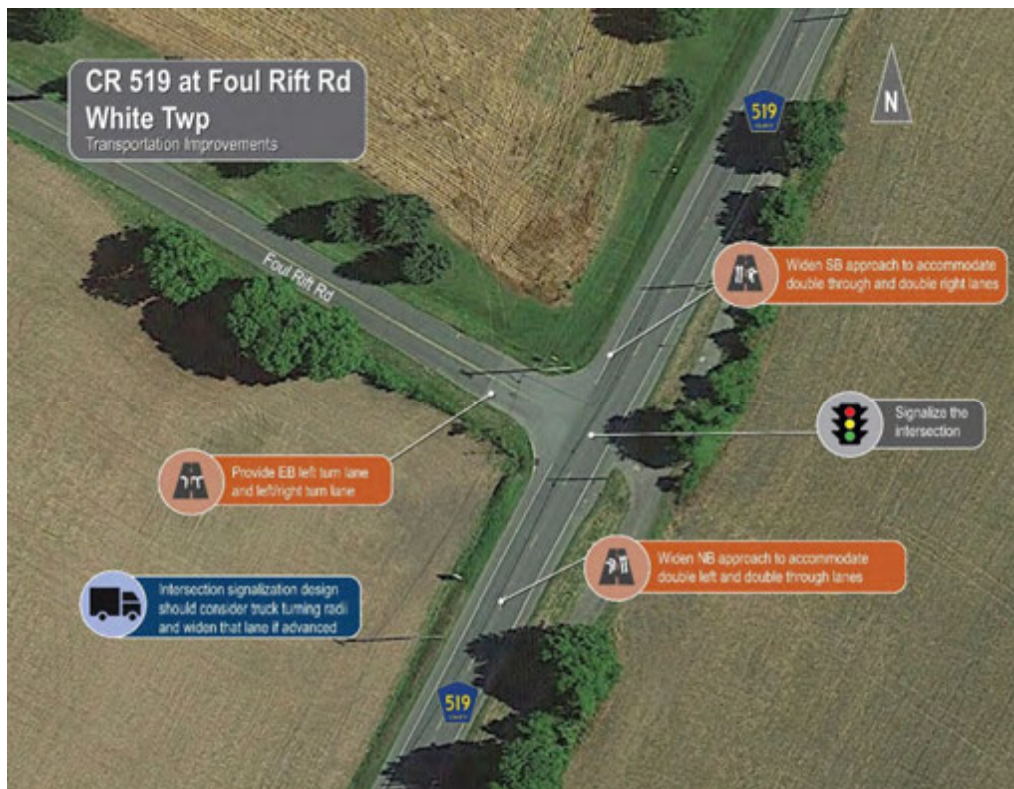 CR 519 at Foul Rift Rd
White Twp
Transportation Improvements
N
519
COUNTY
Foul Rift Rd
Widen SB approach to accommodate
double through and double right lanes
Signalize the
intersection
Provide EB left turn lane
and left/right turn lane
Widen NB approach to accommodate
double left and double through lanes
Intersection signalization design
should consider truck turning radii
and widen that lane if advanced
519
COUNTY